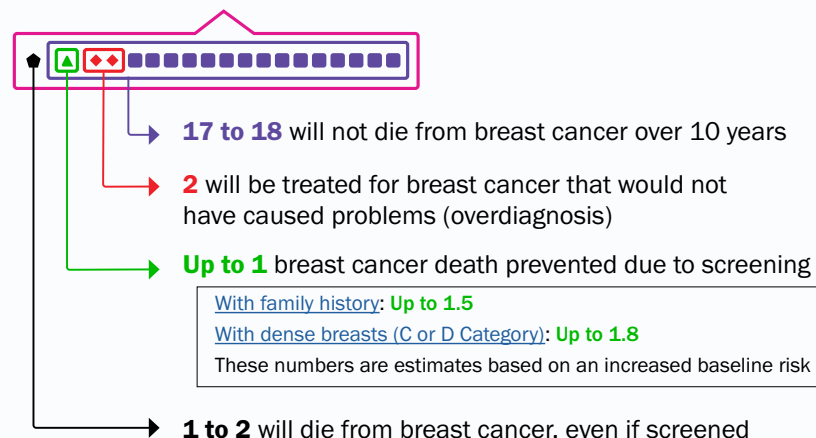 17 to 18 will not die from breast cancer over 10 years
2 will be treated for breast cancer that would not
have caused problems (overdiagnosis)
Up to 1 breast cancer death prevented due to screening
With family history: Up to 1.5
With dense breasts (C or D Category): Up to 1.8
These numbers are estimates based on an increased baseline risk
1 to 2 will die from breast cancer, even if screened